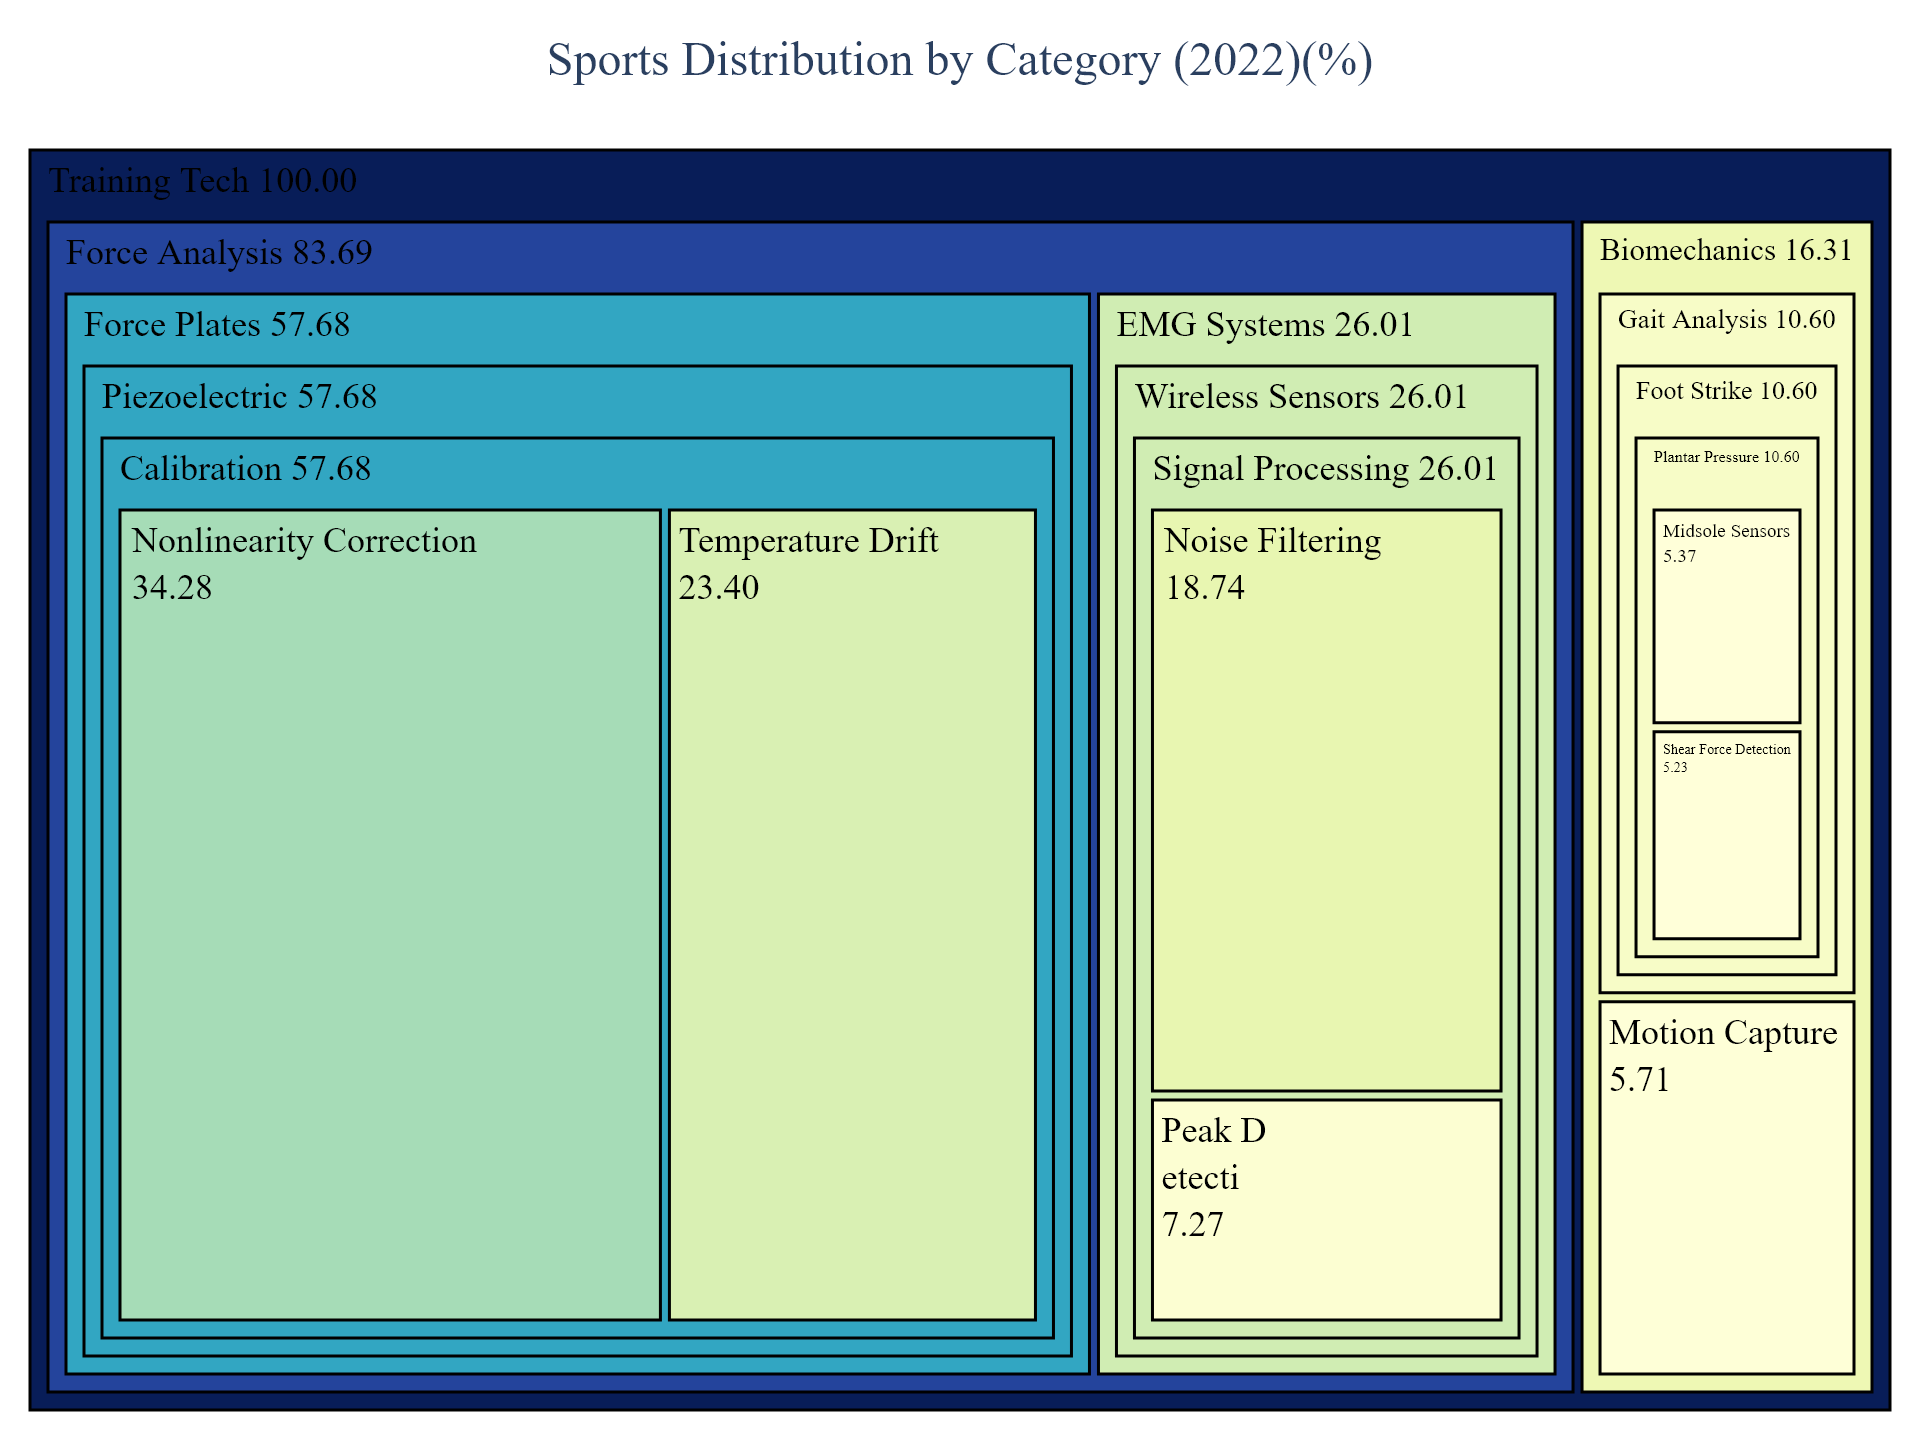 Sports Distribution by Category (2022)(%)
Training Tech 100.00
Force Analysis 83.69
Force Plates 57.68
Piezoelectric 57.68
Calibration 57.68
Nonlinearity Correction
34.28
Temperature Drift
23.40
EMG Systems 26.01
Wireless Sensors 26.01
Signal Processing 26.01
Noise Filtering
18.74
Peak D
etecti
7.27
Biomechanics 16.31
Gait Analysis 10.60
Foot Strike 10.60
Plantar Pressure 10.60
Midsole Sensors
5.37
Shear Force Detection
5.23
Motion Capture
5.71